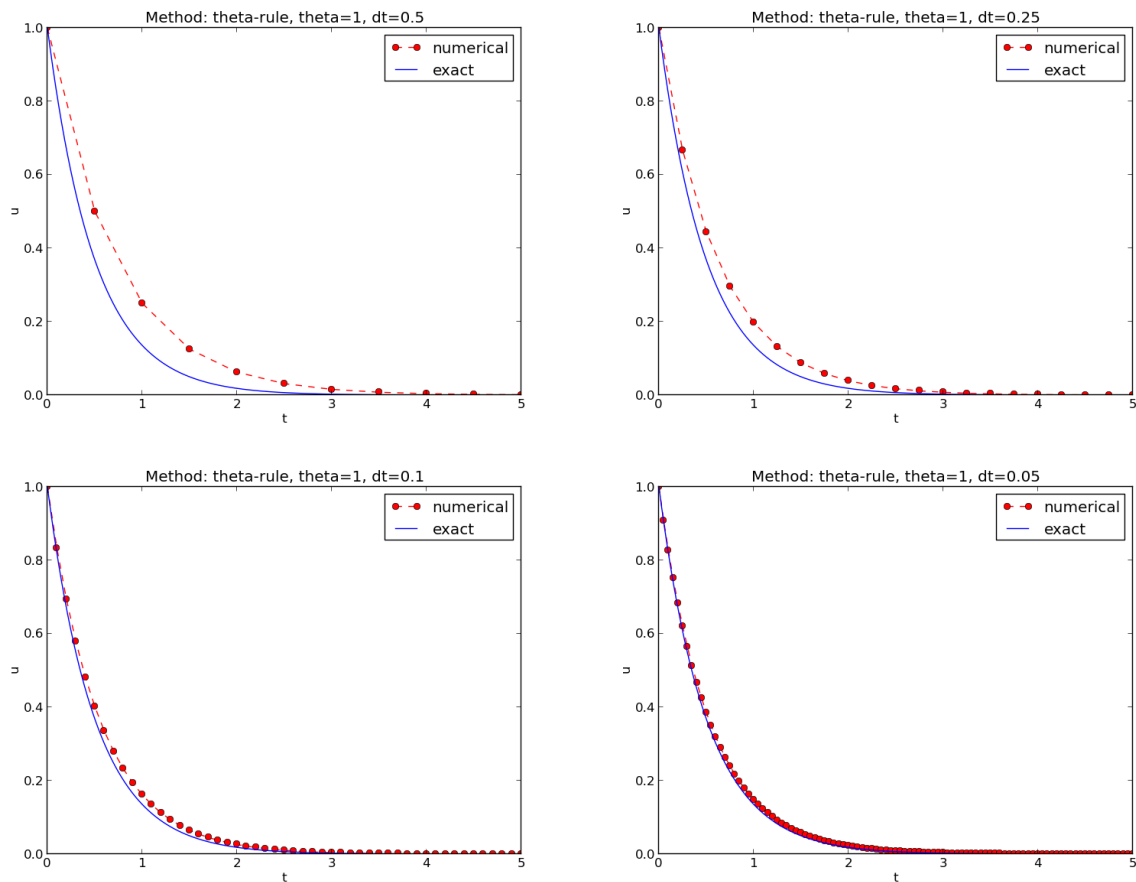 Method: theta-rule, theta=1, dt=0.5
1.0
0.8
0.6
0.4
0.2
0.0
u
numerical
exact
0
1
2
3
4
5
t
Method: theta-rule, theta=1, dt=0.25
1.0
0.8
0.6
0.4
0.2
0.0
u
numerical
exact
0
1
2
3
4
5
t
Method: theta-rule, theta=1, dt=0.1
1.0
0.8
0.6
0.4
0.2
0.0
u
numerical
exact
0
1
2
3
4
5
t
Method: theta-rule, theta=1, dt=0.05
1.0
0.8
0.6
0.4
0.2
0.0
u
numerical
exact
0
1
2
3
4
5
t